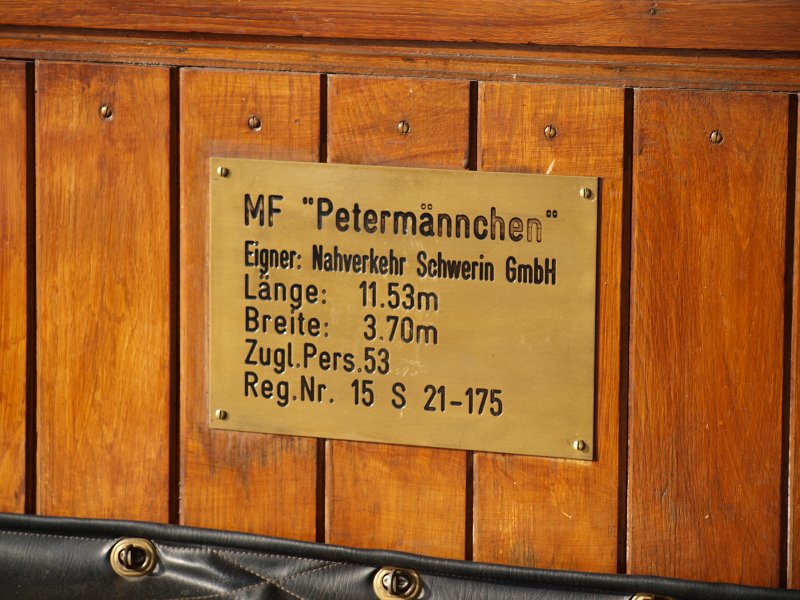 MF "Petermännchen"
Eigner: Nahverkehr Schwerin GmbH
Länge: 11.53m
Breite: 3.70m
Zugl.Pers.53
Reg.Nr. 15 S 21-175